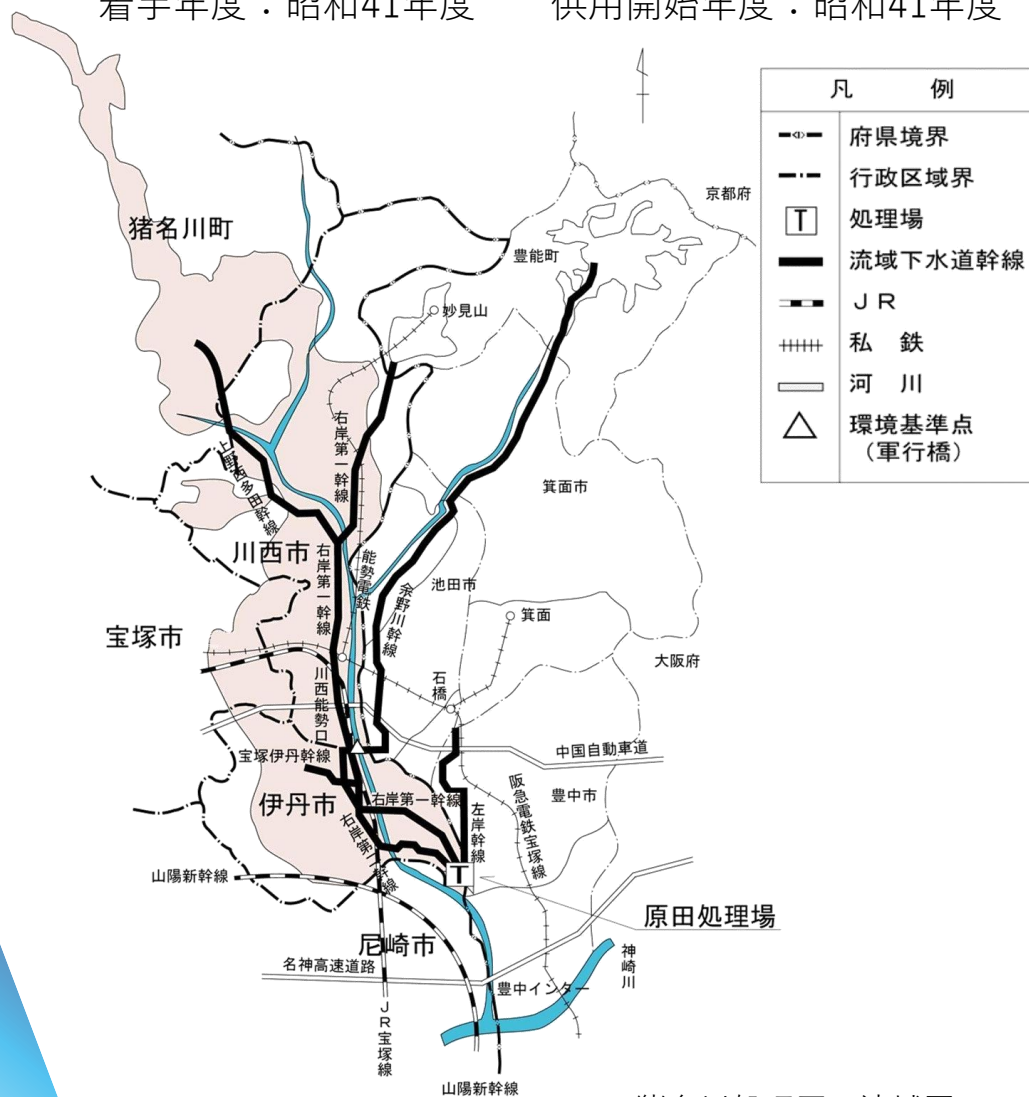 着手年度：昭和41年度　　供用開始年度：昭和41年度
凡　例
府県境界
行政区域界
T 処理場
流域下水道幹線
ＪＲ
私　鉄
河　川
環境基準点
（軍行橋）
京都府
猪名川町
豊能町
妙見山
右岸第一幹線
上野西多田幹線
箕面市
川西市
右岸第一幹線
能勢電鉄
余野川幹線
池田市
箕面
宝塚市
大阪府
石橋
川西能勢口
中国自動車道
宝塚伊丹幹線
伊丹市
右岸第一幹線
左岸幹線
阪急電鉄宝塚線
豊中市
T
山陽新幹線
原田処理場
尼崎市
名神高速道路
神崎川
豊中インター
ＪＲ宝塚線
山陽新幹線